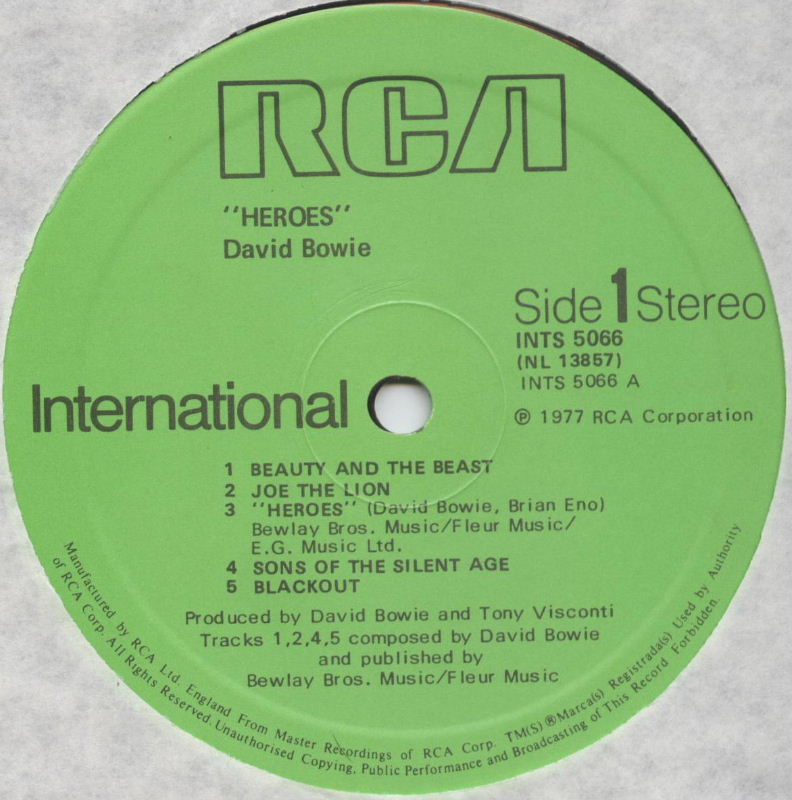 RCA
"HEROES"
David Bowie
Side 1 Stereo
INTS 5066
(NL 13857)
INTS 5066 A
International
℗ 1977 RCA Corporation
1 BEAUTY AND THE BEAST
2 JOE THE LION
3 "HEROES" (David Bowie, Brian Eno)
Bewlay Bros. Music/Fleur Music/
E.G. Music Ltd.
4 SONS OF THE SILENT AGE
5 BLACKOUT
Produced by David Bowie and Tony Visconti
Tracks 1,2,4,5 composed by David Bowie
and published by
Bewlay Bros. Music/Fleur Music
Manufactured by RCA Ltd. England From Master Recordings of RCA Corp. TM(S) ® Marca(s) Registrada(s) Used by Authority
of RCA Corp. All Rights Reserved. Unauthorised Copying, Public Performance and Broadcasting of This Record Forbidden.